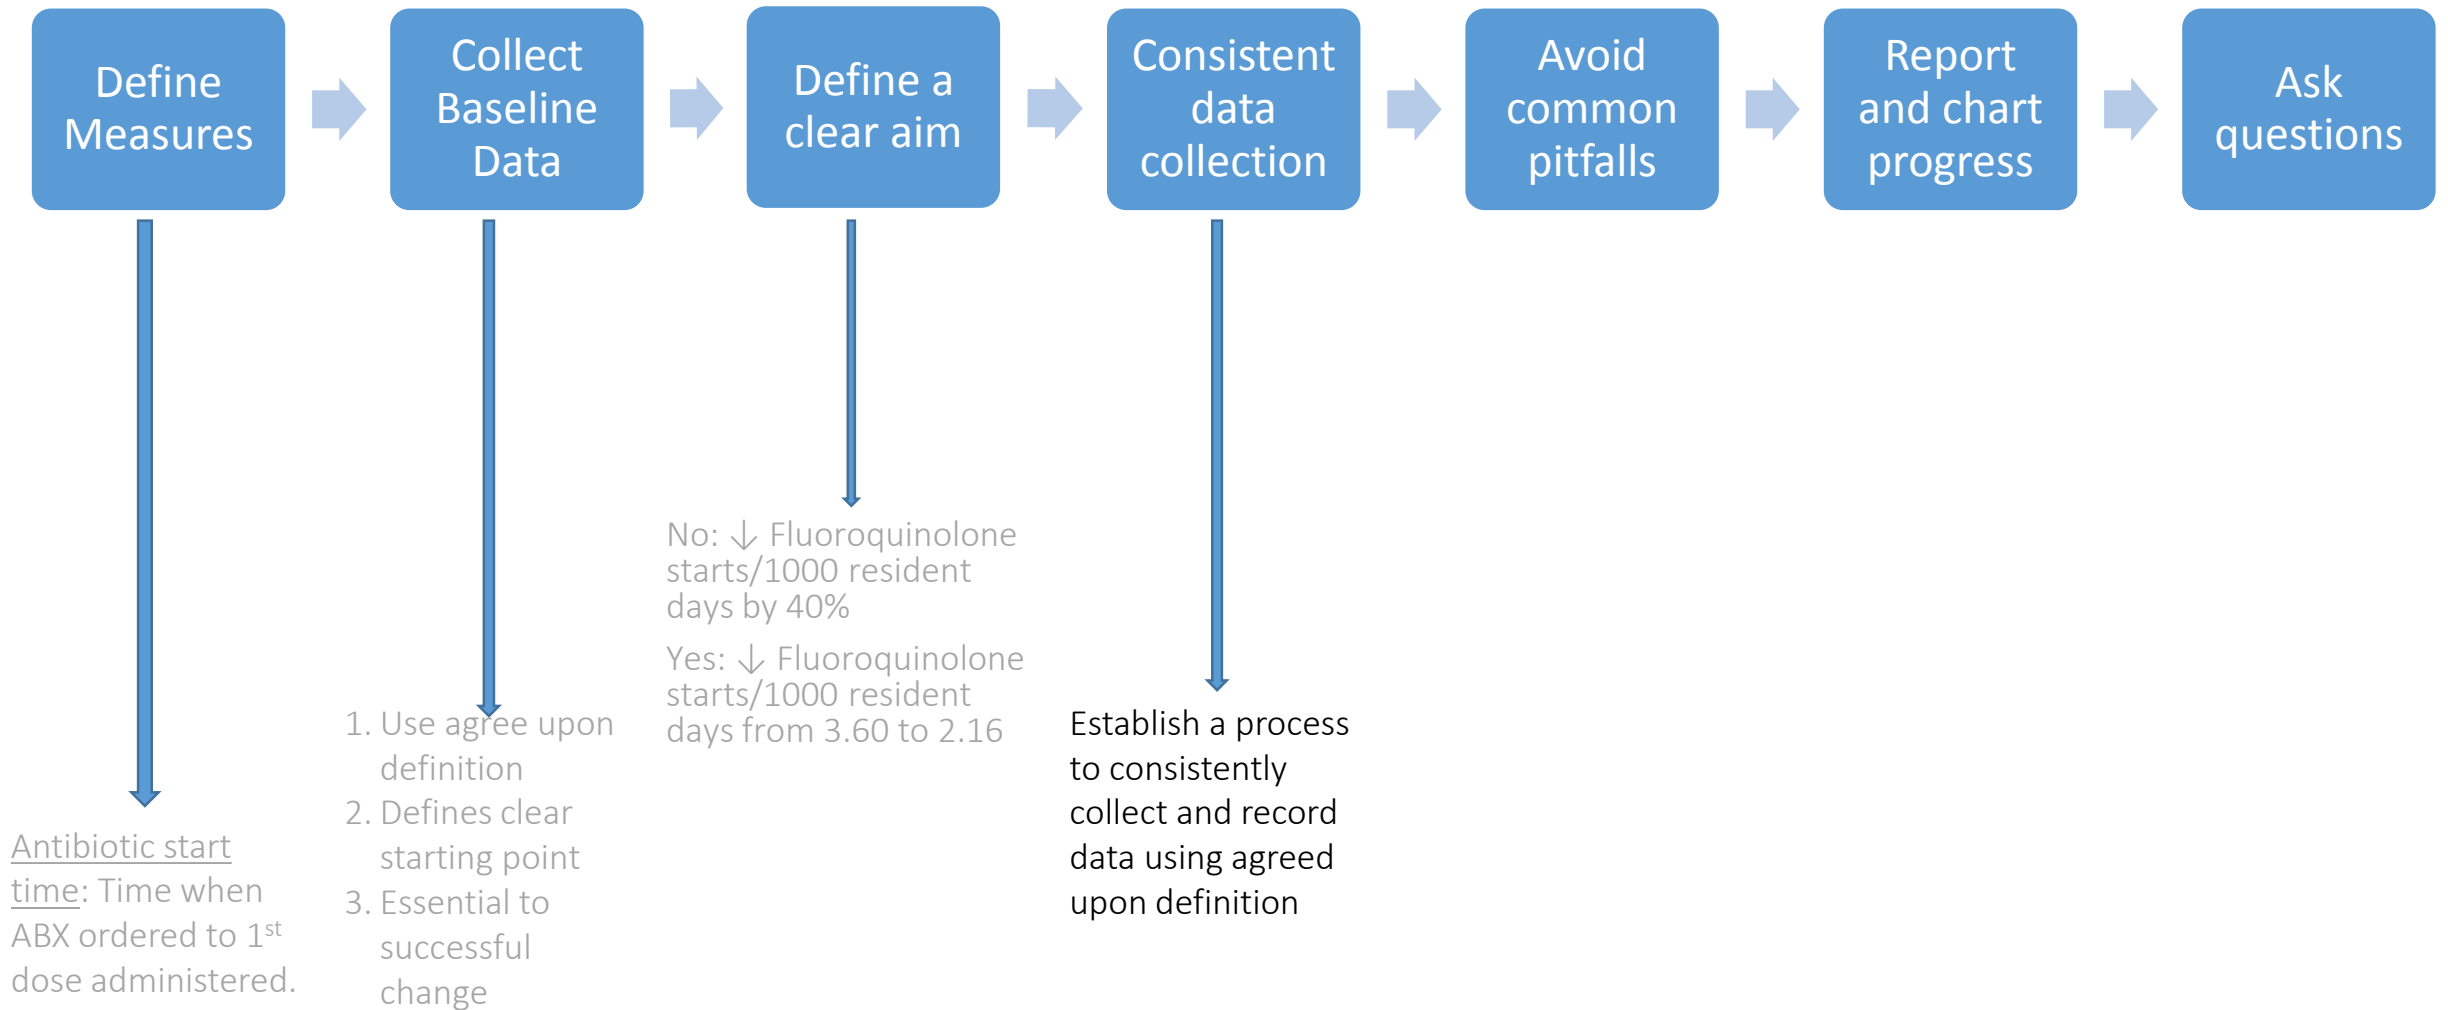 Define
Measures
Collect
Baseline
Data
Define a
clear aim
Consistent
data
collection
Avoid
common
pitfalls
Report
and chart
progress
Ask
questions
Antibiotic start
time: Time when
ABX ordered to 1st
dose administered.
1. Use agree upon
definition
2. Defines clear
starting point
3. Essential to
successful
change
No: ↓ Fluoroquinolone
starts/1000 resident
days by 40%
Yes: ↓ Fluoroquinolone
starts/1000 resident
days from 3.60 to 2.16
Establish a process
to consistently
collect and record
data using agreed
upon definition